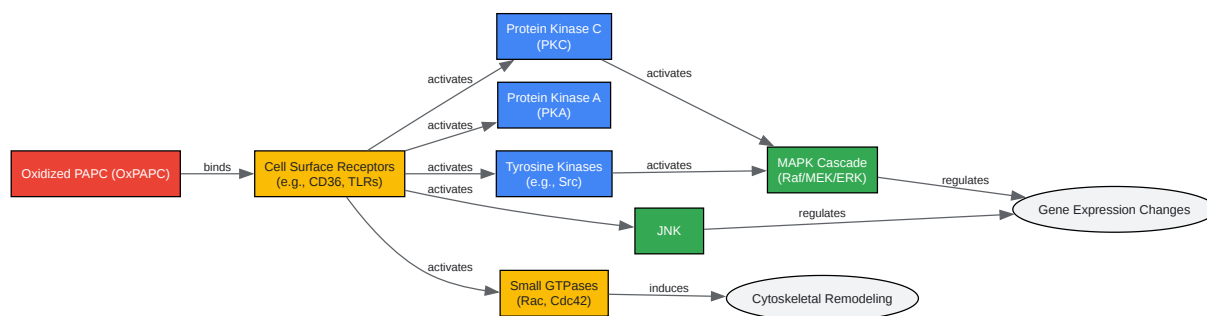 Protein Kinase C
(PKC)
activates
activates
Protein Kinase A
(PKA)
activates
Oxidized PAPC (OxPAPC)
binds
Cell Surface Receptors
(e.g., CD36, TLRs)
activates
Tyrosine Kinases
(e.g., Src)
activates
MAPK Cascade
(Raf/MEK/ERK)
regulates
activates
JNK
regulates
Gene Expression Changes
activates
Small GTPases
(Rac, Cdc42)
induces
Cytoskeletal Remodeling